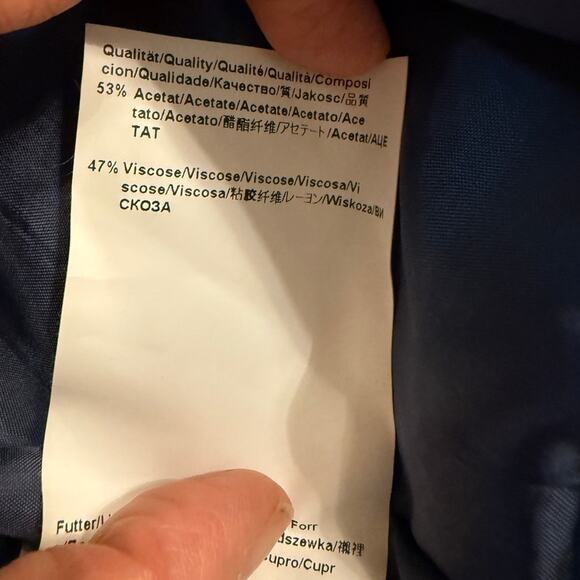 Qualität/Quality/Qualité/Qualità/Composi
cion/Qualidade/Качество/質/Jakosc/品質
53% Acetat/Acetate/Acetate/Acetato/Ace
tato/Acetato/醋酯纤维/アセテート/Acetat/АЦЕ
ТАТ
47% Viscose/Viscose/Viscose/Viscosa/Vi
scose/Viscosa/粘胶纤维/レーヨン/Wiskoza/ВИ
СКОЗА
Futter/ Forr
dszewka/襯裡
cupro/Cupr